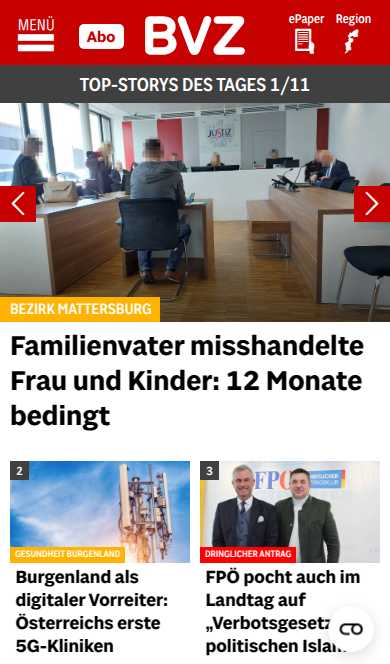 MENÜ
Abo
BVZ
ePaper
Region
TOP-STORYS DES TAGES 1/11
JUSTIZ
BEZIRK MATTERSBURG
Familienvater misshandelte
Frau und Kinder: 12 Monate
bedingt
2
GESUNDHEIT BURGENLAND
Burgenland als
digitaler Vorreiter:
Österreichs erste
5G-Kliniken
3
FPÖ
DRINGLICHER ANTRAG
FPÖ pocht auch im
Landtag auf
„Verbotsgesetz
politischen Islam